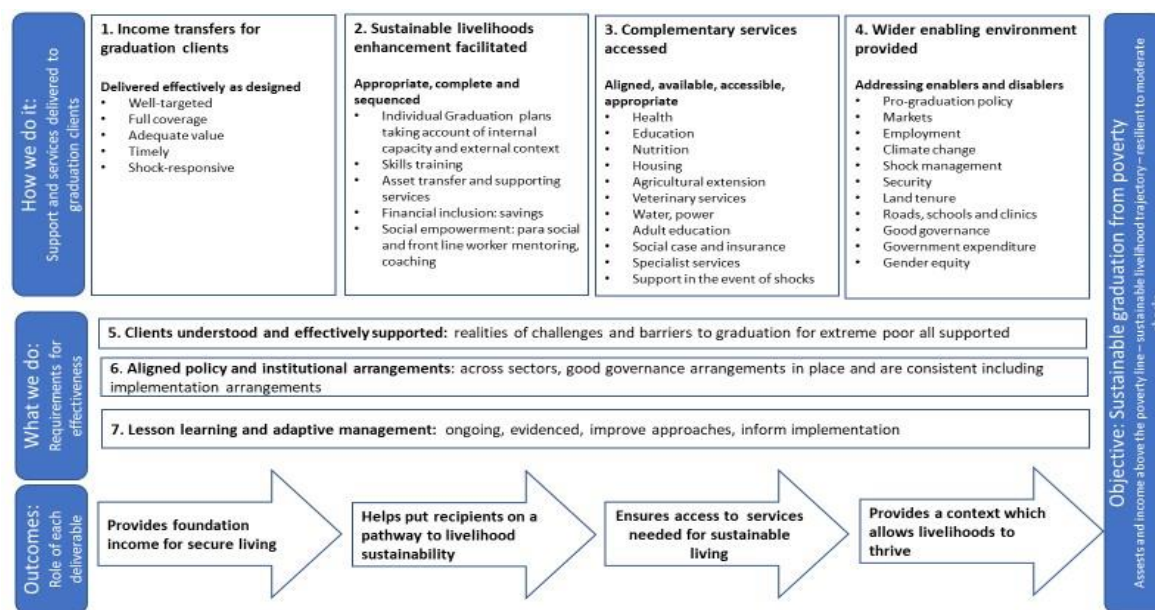 How we do it:
Support and services delivered to
graduation clients
1. Income transfers for
graduation clients
Delivered effectively as designed
• Well-targeted
• Full coverage
• Adequate value
• Timely
• Shock-responsive
2. Sustainable livelihoods
enhancement facilitated
Appropriate, complete and
sequenced
• Individual Graduation plans
taking account of internal
capacity and external context
• Skills training
• Asset transfer and supporting
services
• Financial inclusion: savings
• Social empowerment: para social
and front line worker mentoring,
coaching
3. Complementary services
accessed
Aligned, available, accessible,
appropriate
• Health
• Education
• Nutrition
• Housing
• Agricultural extension
• Veterinary services
• Water, power
• Adult education
• Social case and insurance
• Specialist services
• Support in the event of shocks
4. Wider enabling environment
provided
Addressing enablers and disablers
• Pro-graduation policy
• Markets
• Employment
• Climate change
• Shock management
• Security
• Land tenure
• Roads, schools and clinics
• Good governance
• Government expenditure
• Gender equity
What we do:
Requirements for
effectiveness
5. Clients understood and effectively supported: realities of challenges and barriers to graduation for extreme poor all supported
6. Aligned policy and institutional arrangements: across sectors, good governance arrangements in place and are consistent including
implementation arrangements
7. Lesson learning and adaptive management: ongoing, evidenced, improve approaches, inform implementation
Outcomes:
Role of each
deliverable
Provides foundation
income for secure living
Helps put recipients on a
pathway to livelihood
sustainability
Ensures access to services
needed for sustainable
living
Provides a context which
allows livelihoods to
thrive
Objective: Sustainable graduation from poverty
Assests and income above the poverty line – sustainable livelihood trajectory – resilient to moderate